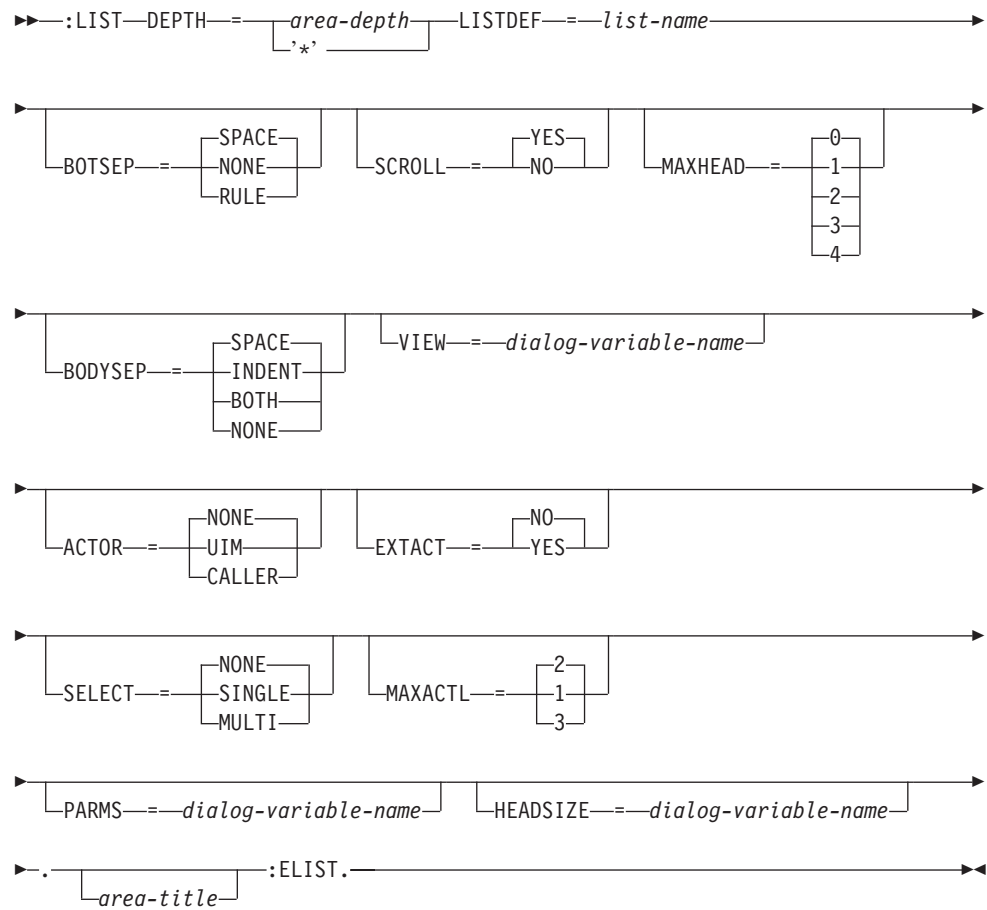 :LIST DEPTH = area-depth LISTDEF = list-name
'*'
SPACE YES 0
BOTSEP = NONE SCROLL = NO MAXHEAD = 1
RULE 2
3
4
SPACE VIEW = dialog-variable-name
BODYSEP = INDENT
BOTH
NONE
NONE NO
ACTOR = UIM EXTACT = YES
CALLER
NONE 2
SELECT = SINGLE MAXACTL = 1
MULTI 3
PARMS = dialog-variable-name HEADSIZE = dialog-variable-name
. :ELIST.
area-title